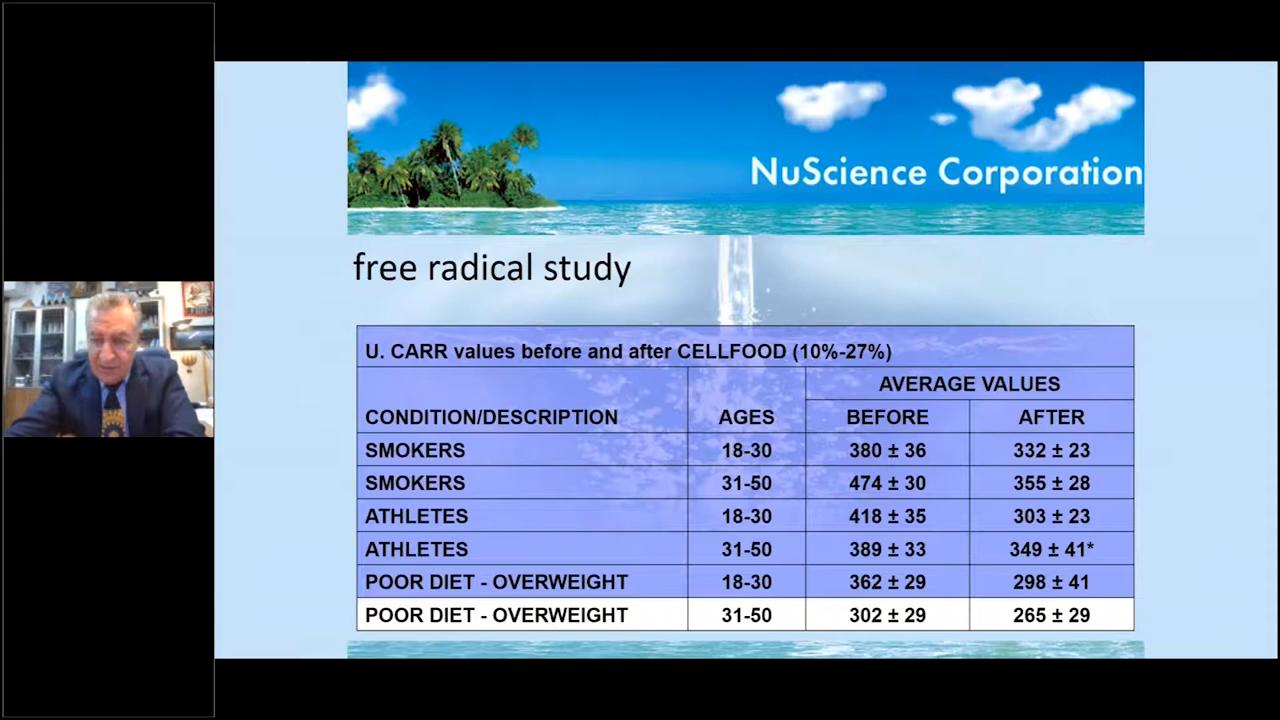 NuScience Corporation
free radical study
U. CARR values before and after CELLFOOD (10%-27%)
AVERAGE VALUES
CONDITION/DESCRIPTION AGES BEFORE AFTER
SMOKERS 18-30 380 ± 36 332 ± 23
SMOKERS 31-50 474 ± 30 355 ± 28
ATHLETES 18-30 418 ± 35 303 ± 23
ATHLETES 31-50 389 ± 33 349 ± 41*
POOR DIET - OVERWEIGHT 18-30 362 ± 29 298 ± 41
POOR DIET - OVERWEIGHT 31-50 302 ± 29 265 ± 29